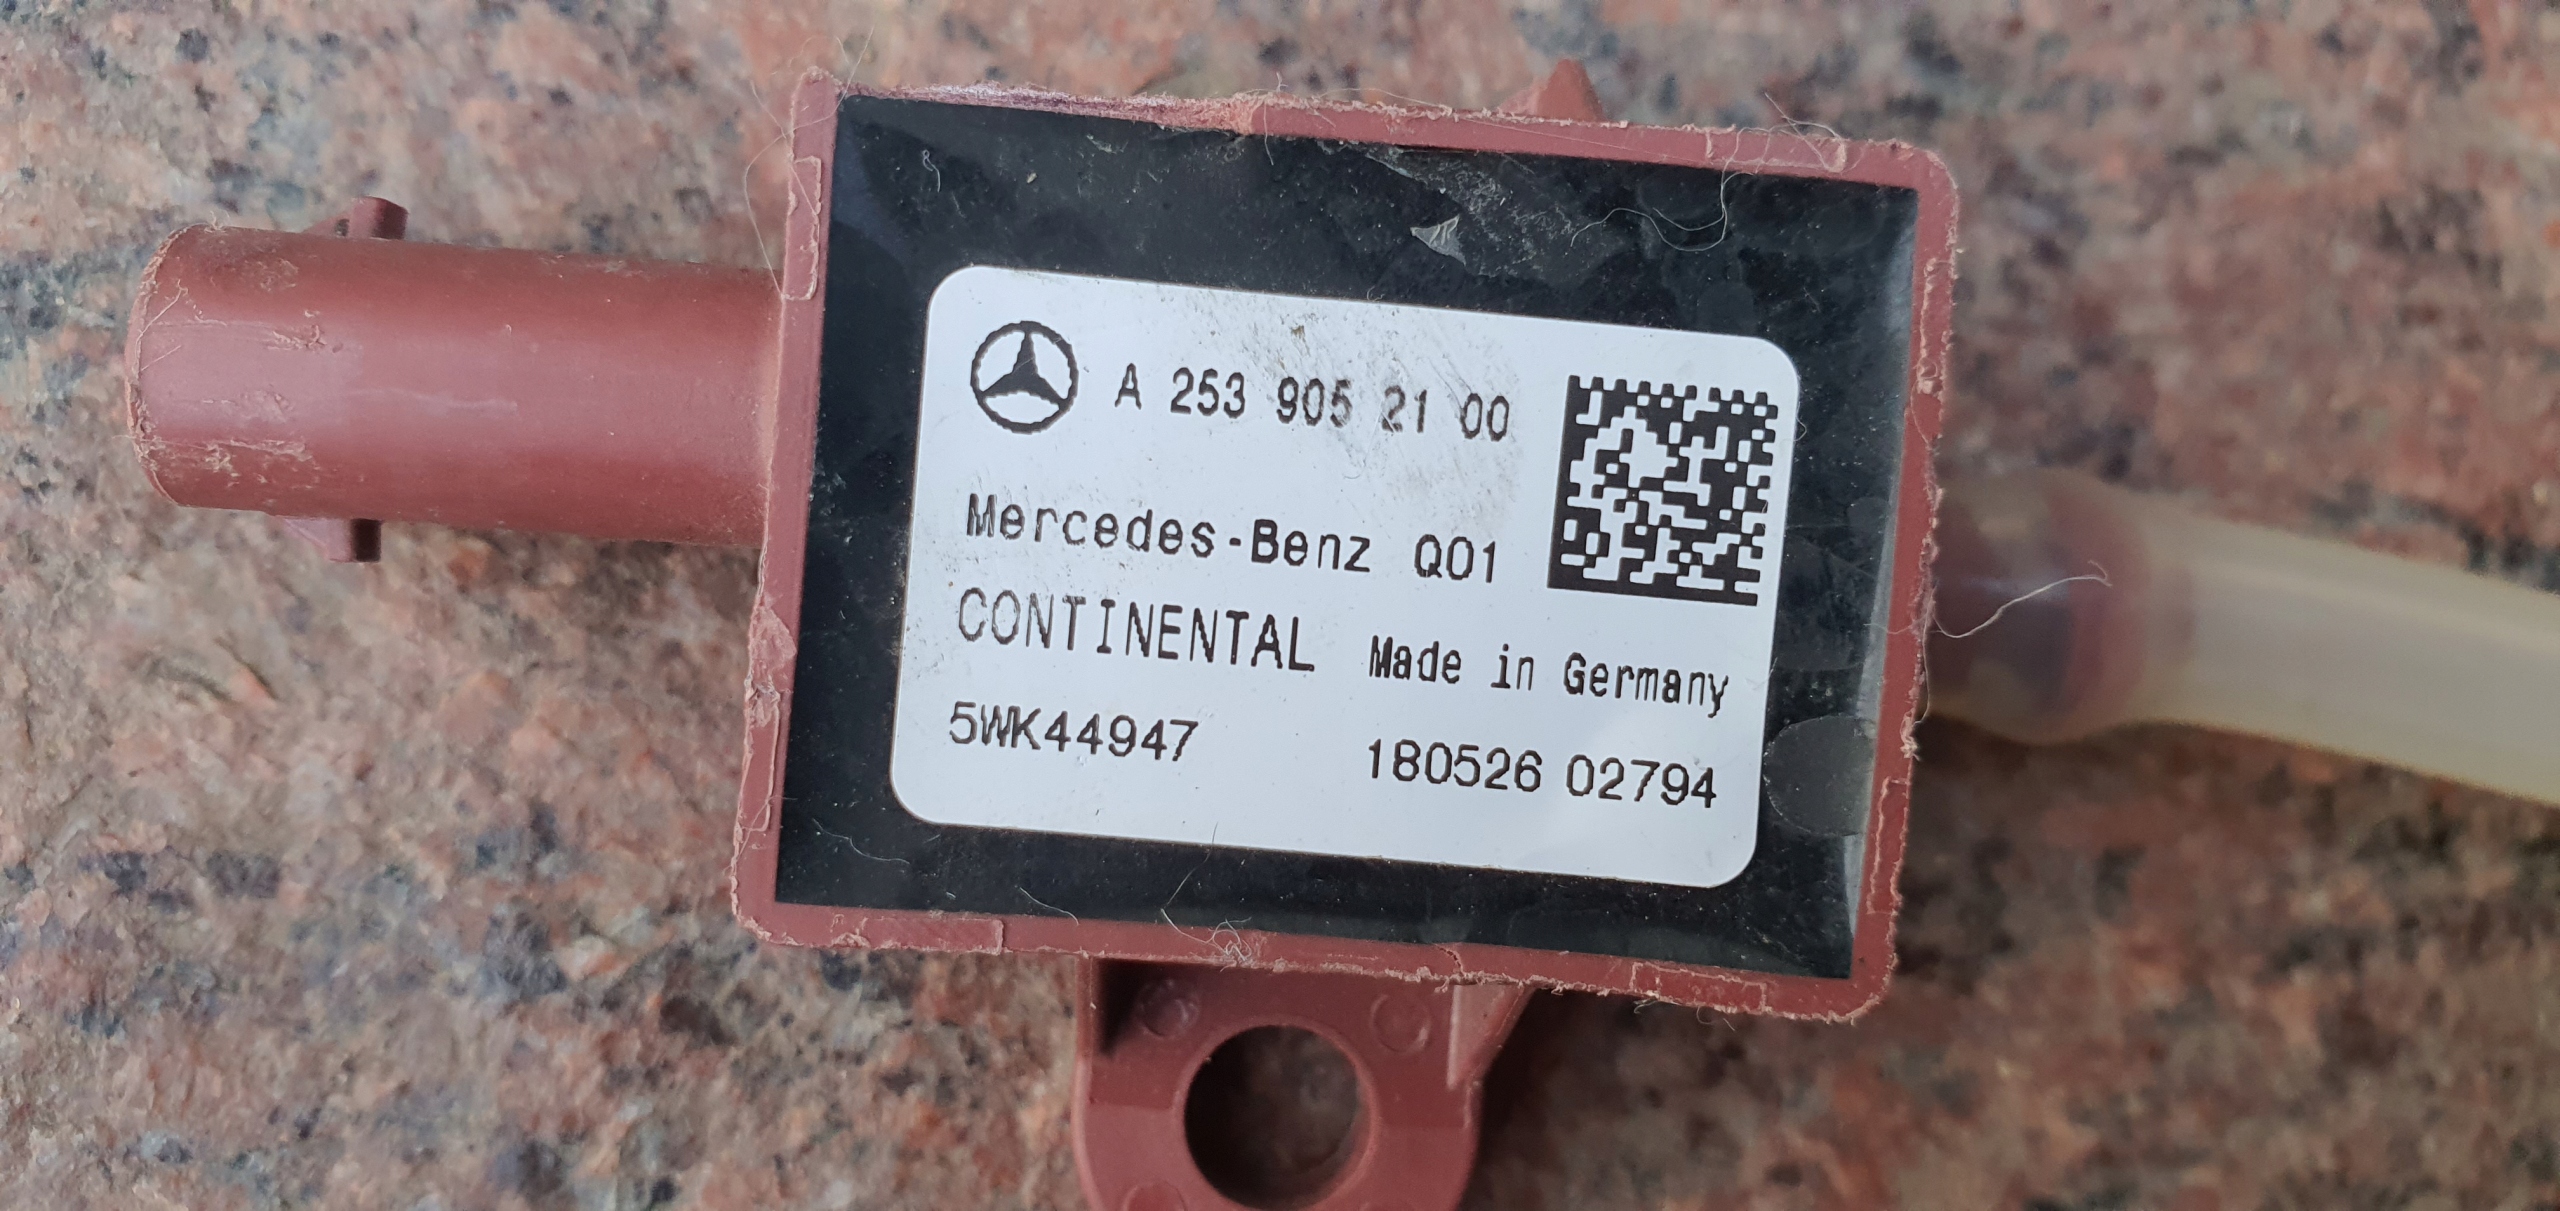 A 253 905 21 00
Mercedes-Benz Q01
CONTINENTAL Made in Germany
5WK44947 180526 02794